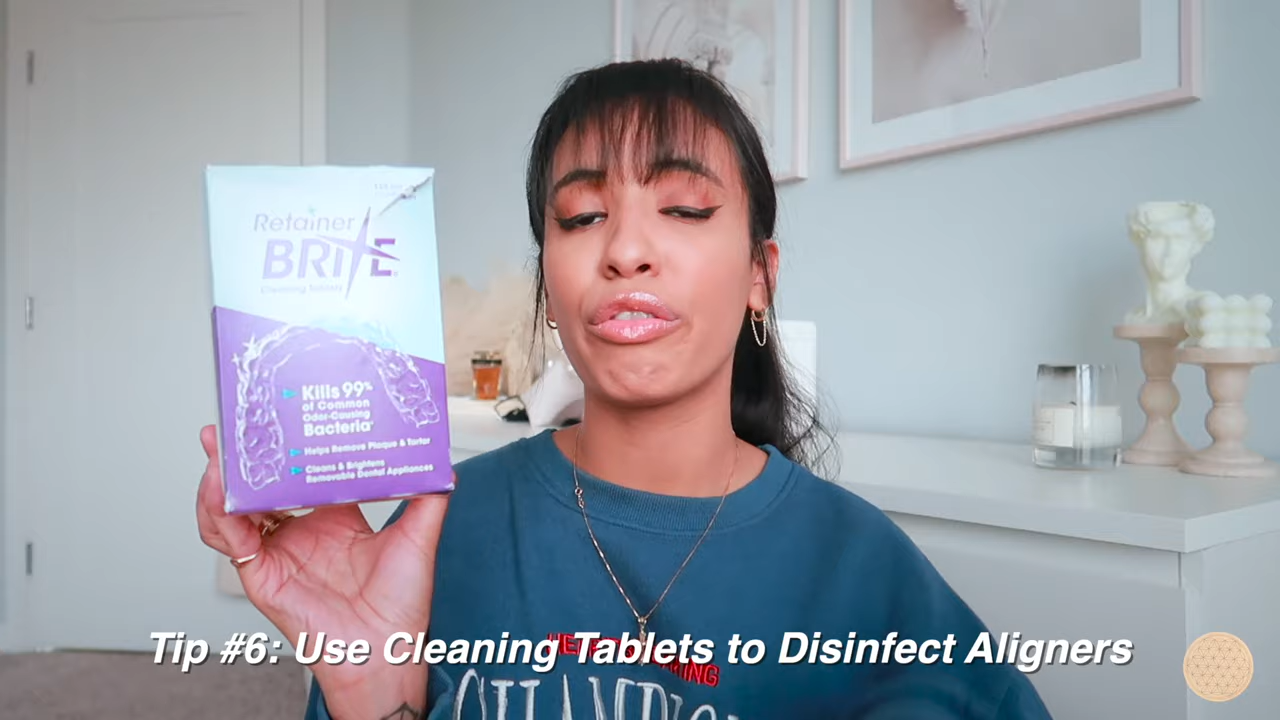 Retainer
BRITE
Cleaning Tablets
Kills 99%
of Common
Odor-Causing
Bacteria*
Helps Remove Plaque & Tartar
Cleans & Brightens
Removable Dental Appliances
Tip #6: Use Cleaning Tablets to Disinfect Aligners